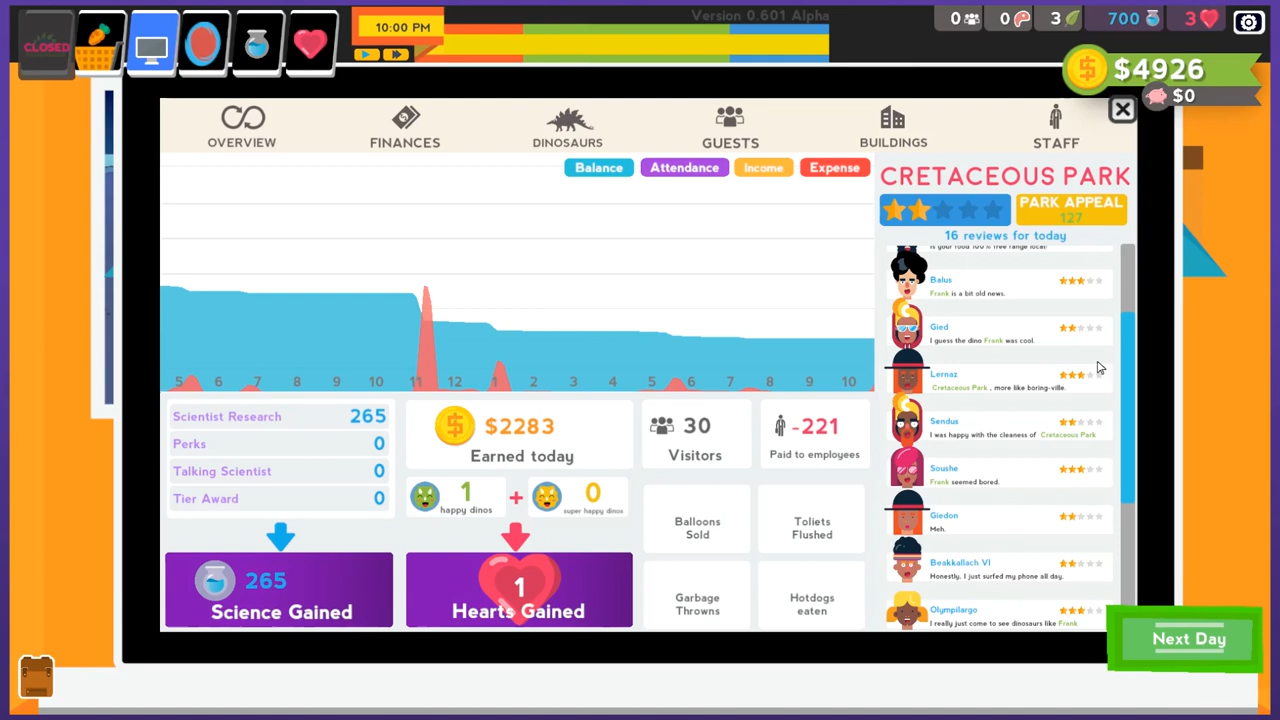 Version 0.601 Alpha
CLOSED
10:00 PM
0
0
3
700
3
$4926
$0
OVERVIEW
FINANCES
DINOSAURS
GUESTS
BUILDINGS
STAFF
Balance
Attendance
Income
Expense
5 6 7 8 9 10 11 12 1 2 3 4 5 6 7 8 9 10
Scientist Research 265
Perks 0
Talking Scientist 0
Tier Award 0
265
Science Gained
$2283
Earned today
1
happy dinos
+
0
super happy dinos
1
Hearts Gained
30
Visitors
-221
Paid to employees
Balloons
Sold
Toliets
Flushed
Garbage
Throwns
Hotdogs
eaten
CRETACEOUS PARK
PARK APPEAL
127
16 reviews for today
is your food 100% free range local?
Balus
Frank is a bit old news.
Gied
I guess the dino Frank was cool.
Lernaz
Cretaceous Park , more like boring-ville.
Sendus
I was happy with the cleaness of Cretaceous Park
Soushe
Frank seemed bored.
Giedon
Meh.
Beakkallach VI
Honestly, I just surfed my phone all day.
Olympilargo
I really just come to see dinosaurs like Frank
Next Day